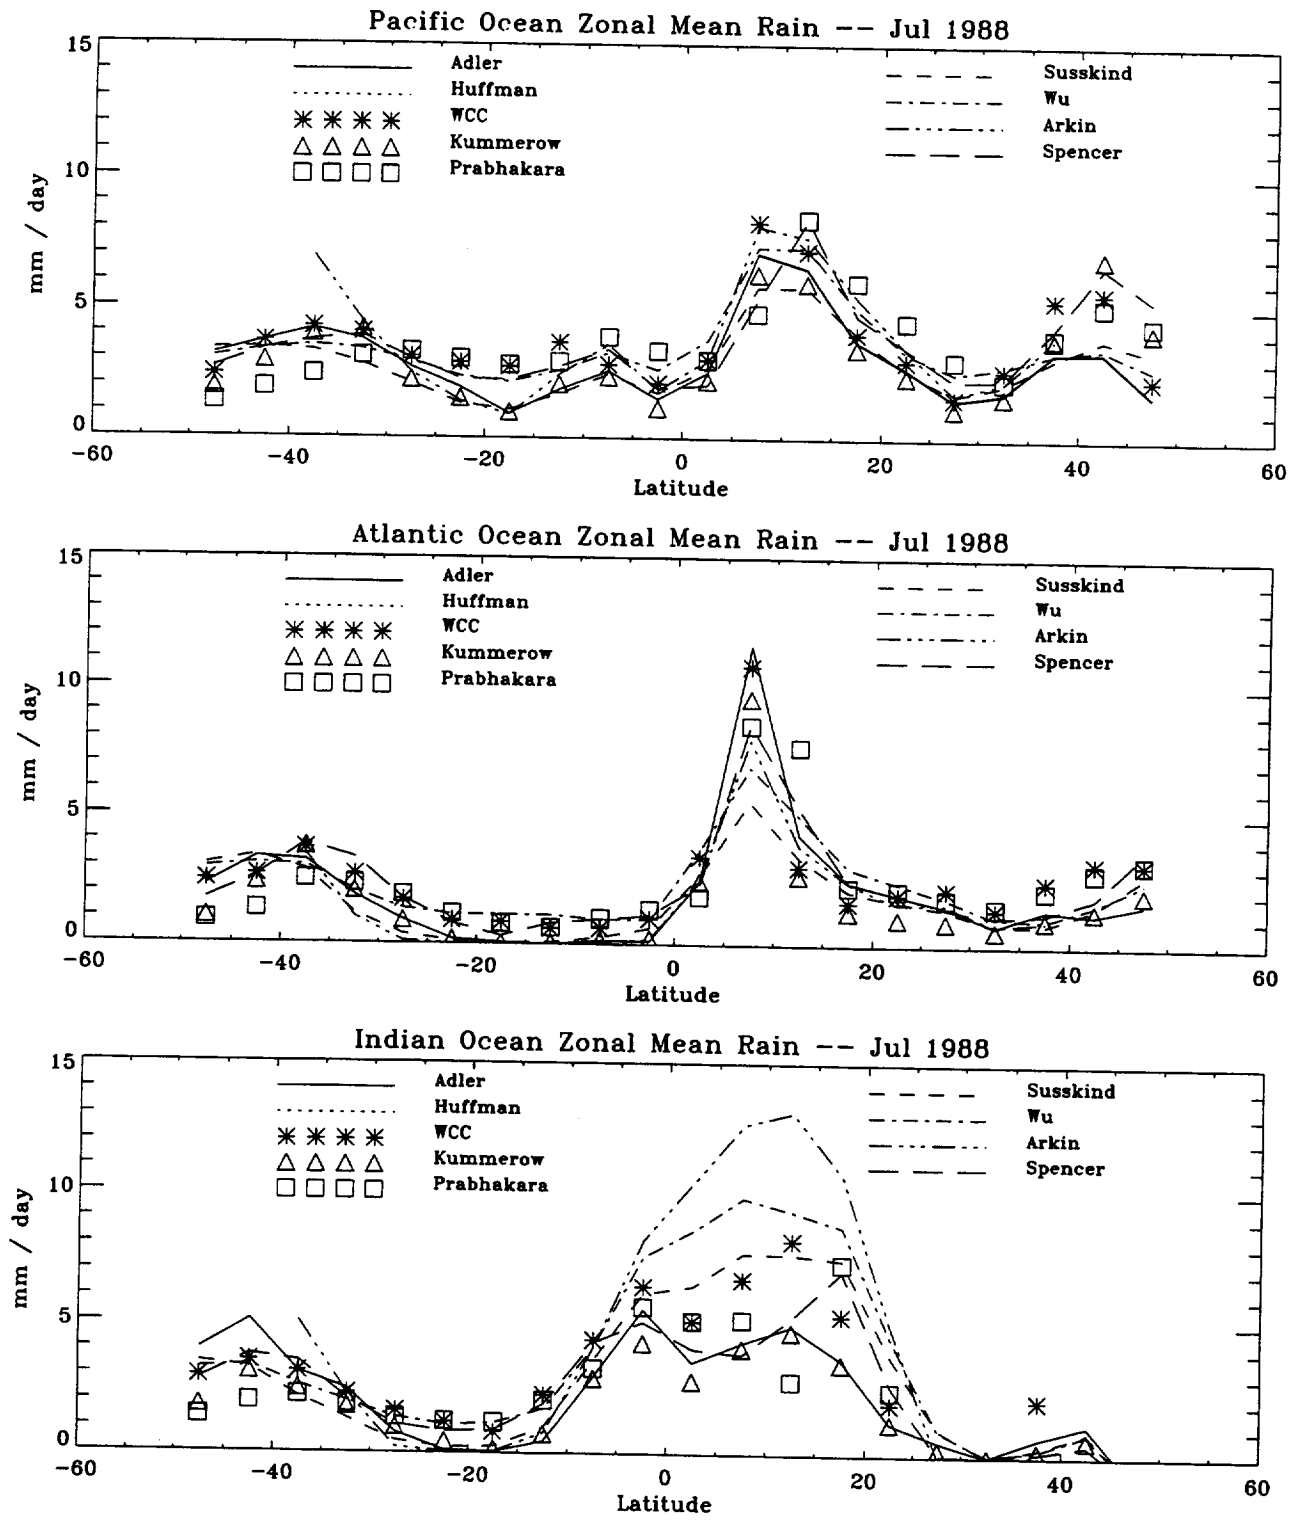 Pacific Ocean Zonal Mean Rain -- Jul 1988
15
Adler
Huffman
WCC
Kummerow
Prabhakara
Susskind
Wu
Arkin
Spencer
10
5
0
mm / day
-60 -40 -20 0 20 40 60
Latitude
Atlantic Ocean Zonal Mean Rain -- Jul 1988
15
Adler
Huffman
WCC
Kummerow
Prabhakara
Susskind
Wu
Arkin
Spencer
10
5
0
mm / day
-60 -40 -20 0 20 40 60
Latitude
Indian Ocean Zonal Mean Rain -- Jul 1988
15
Adler
Huffman
WCC
Kummerow
Prabhakara
Susskind
Wu
Arkin
Spencer
10
5
0
mm / day
-60 -40 -20 0 20 40 60
Latitude